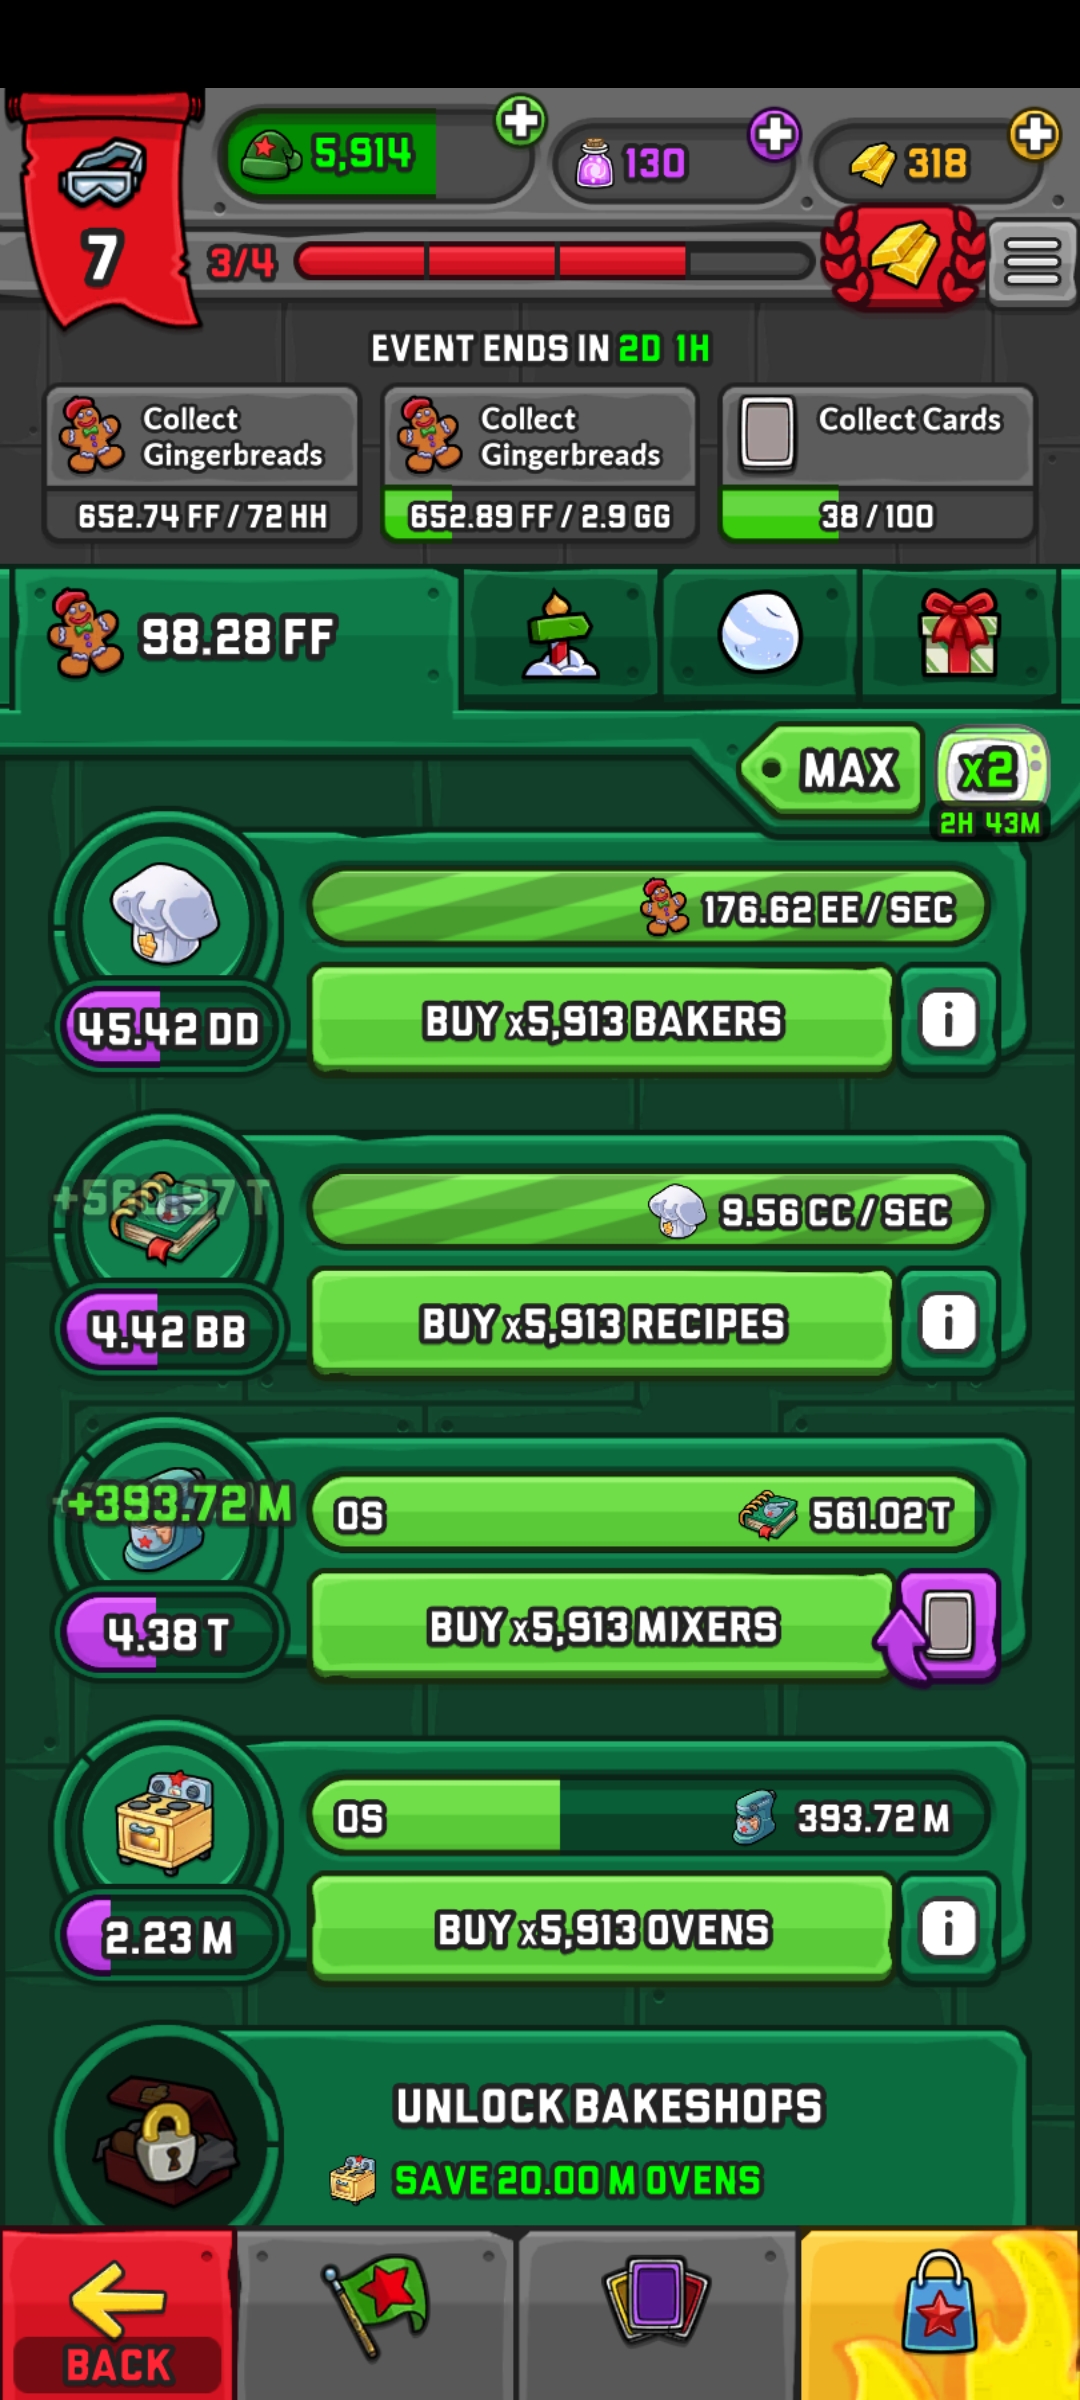 5,914
130
318
7
3/4
EVENT ENDS IN 2D 1H
Collect
Gingerbreads
652.74 FF / 72 HH
Collect
Gingerbreads
652.89 FF / 2.9 GG
Collect Cards
38 / 100
98.28 FF
MAX
x2
2H 43M
176.62 EE / SEC
45.42 DD
BUY x5,913 BAKERS
i
9.56 CC / SEC
4.42 BB
BUY x5,913 RECIPES
i
+393.72 M
0S
561.02 T
4.38 T
BUY x5,913 MIXERS
0S
393.72 M
2.23 M
BUY x5,913 OVENS
i
UNLOCK BAKESHOPS
SAVE 20.00 M OVENS
BACK